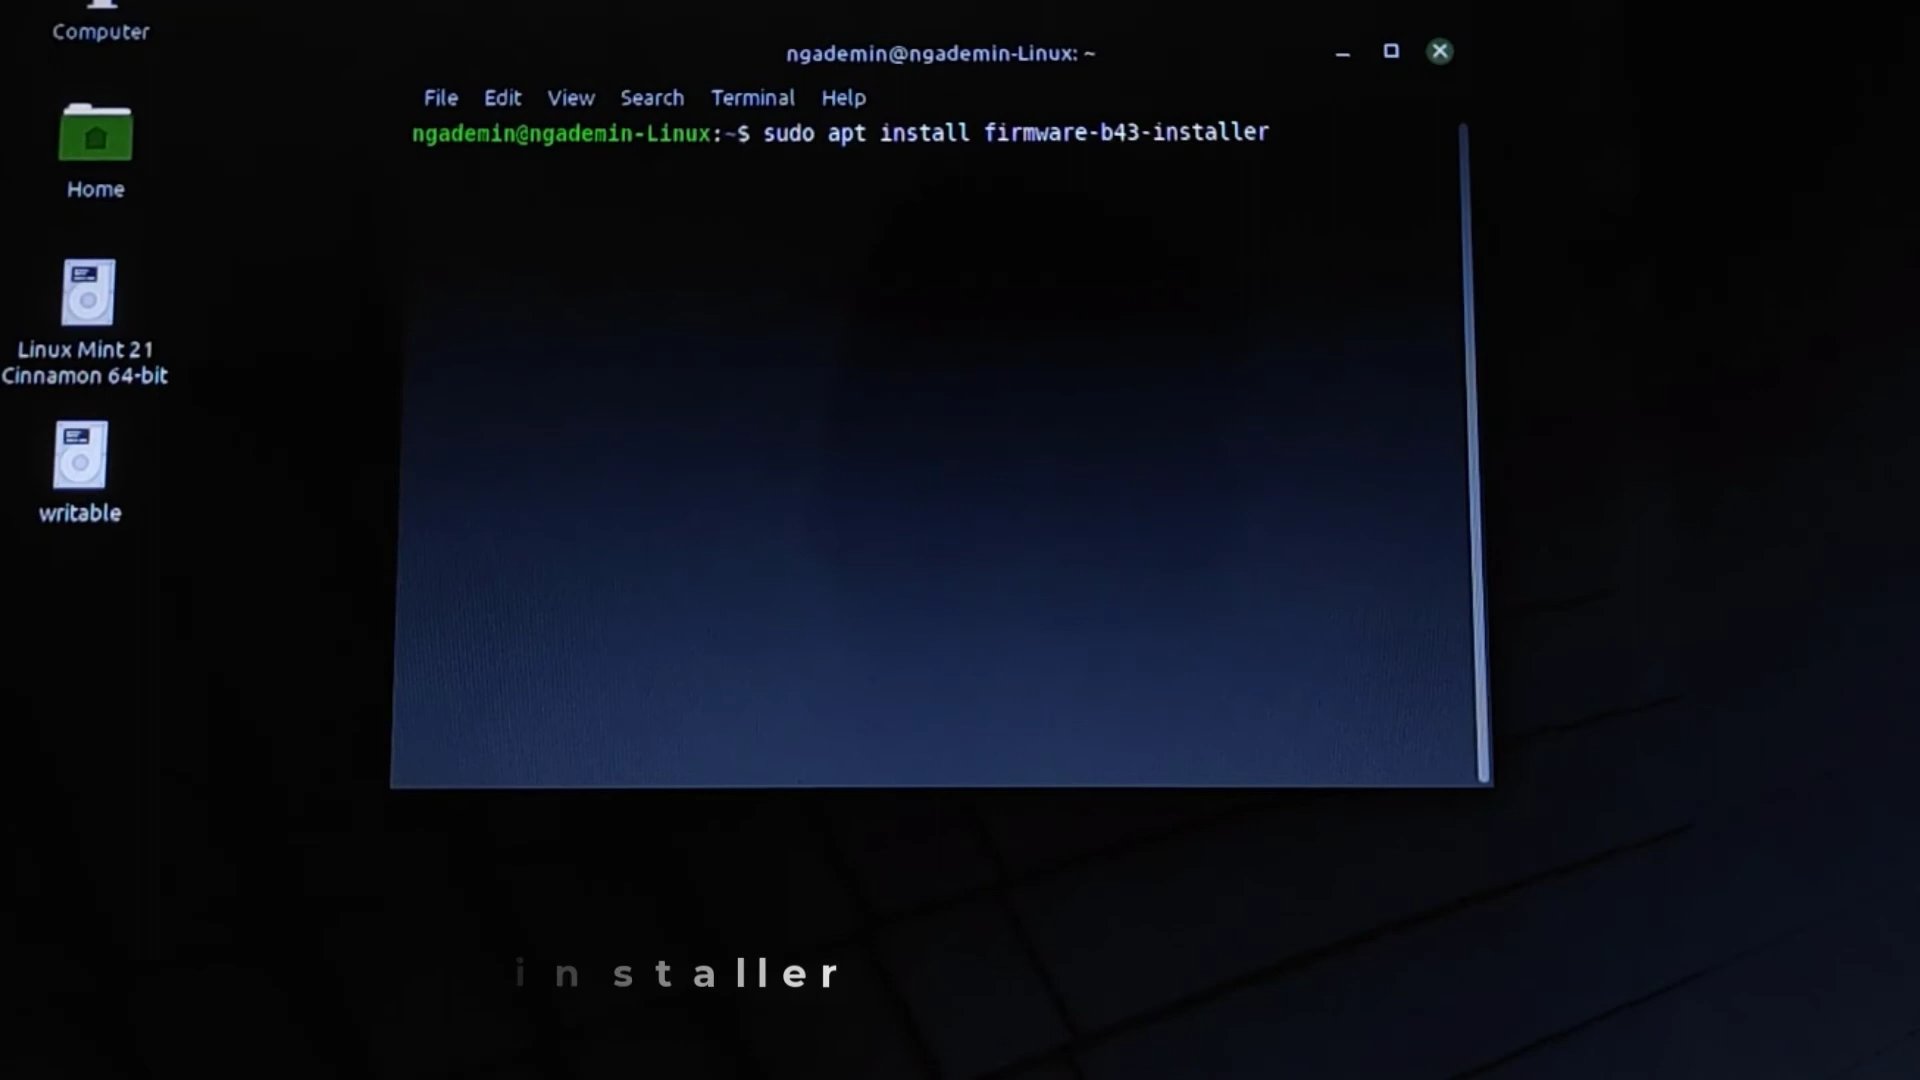 Computer
ngademin@ngademin-Linux: ~
File Edit View Search Terminal Help
ngademin@ngademin-Linux:~$ sudo apt install firmware-b43-installer
Home
Linux Mint 21
Cinnamon 64-bit
writable
installer